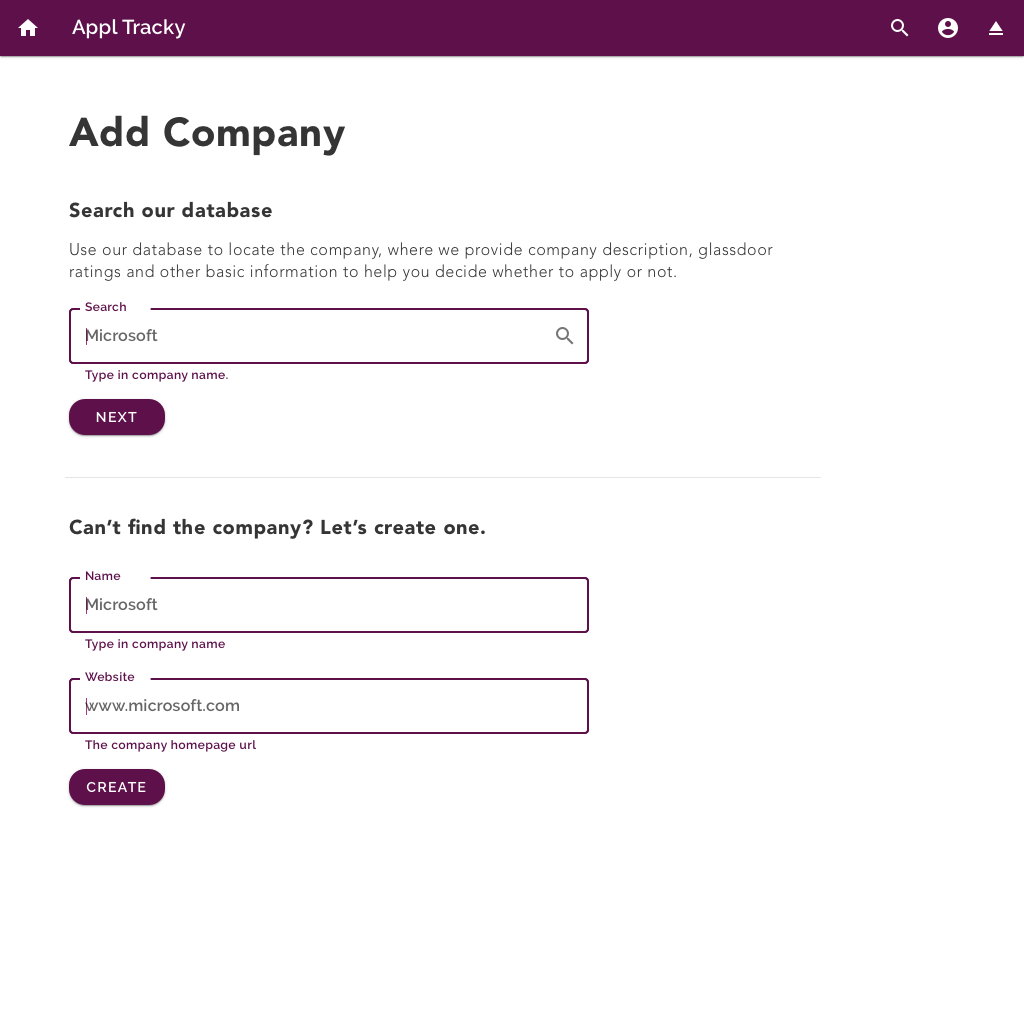 Appl Tracky
Add Company
Search our database
Use our database to locate the company, where we provide company description, glassdoor
ratings and other basic information to help you decide whether to apply or not.
Search
Microsoft
Type in company name.
NEXT
Can’t find the company? Let’s create one.
Name
Microsoft
Type in company name
Website
www.microsoft.com
The company homepage url
CREATE